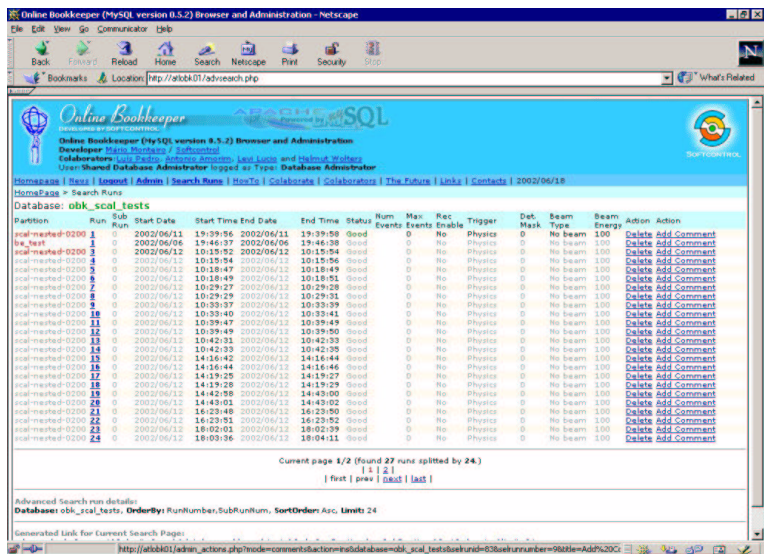 Online Bookkeeper (MySQL version 0.5.2) Browser and Administration - Netscape
File Edit View Go Communicator Help
Back Forward Reload Home Search Netscape Print Security Stop
Bookmarks Location: http://atlobk01/advsearch.php What's Related
Online Bookkeeper
DEVELOPED BY SOFTCONTROL
APACHE Powered by MySQL
Online Bookkeeper (MySQL version 0.5.2) Browser and Administration
Developer Mário Monteiro / Softcontrol
Colaborators: Luis Pedro, Antonio Amorim, Levi Lucio and Helmut Wolters
User: Shared Database Admistrator logged as Type: Database Admistrator
SOFTCONTROL
Homepage | News | Logout | Admin | Search Runs | HowTo | Colaborate | Colaborators | The Future | Links | Contacts | 2002/06/18
HomePage > Search Runs
Database: obk_scal_tests
Partition Run Sub Run Start Date Start Time End Date End Time Status Num Events Max Events Rec Enable Trigger Det. Mask Beam Type Beam Energy Action Action
scal-nested-0200 1 0 2002/06/11 19:39:56 2002/06/11 19:39:58 Good 0 No Physics 0 No beam 100 Delete Add Comment
be_test 1 0 2002/06/06 19:46:37 2002/06/06 19:46:38 Good 0 No Physics 0 No beam 100 Delete Add Comment
scal-nested-0200 3 0 2002/06/12 10:15:52 2002/06/12 10:15:54 Good 0 No Physics 0 No beam 100 Delete Add Comment
scal-nested-0200 4 0 2002/06/12 10:15:54 2002/06/12 10:15:56 Good 0 No Physics 0 No beam 100 Delete Add Comment
scal-nested-0200 5 0 2002/06/12 10:18:47 2002/06/12 10:18:49 Good 0 No Physics 0 No beam 100 Delete Add Comment
scal-nested-0200 6 0 2002/06/12 10:18:49 2002/06/12 10:18:51 Good 0 No Physics 0 No beam 100 Delete Add Comment
scal-nested-0200 7 0 2002/06/12 10:29:27 2002/06/12 10:29:28 Good 0 No Physics 0 No beam 100 Delete Add Comment
scal-nested-0200 8 0 2002/06/12 10:29:29 2002/06/12 10:29:31 Good 0 No Physics 0 No beam 100 Delete Add Comment
scal-nested-0200 9 0 2002/06/12 10:33:37 2002/06/12 10:33:39 Good 0 No Physics 0 No beam 100 Delete Add Comment
scal-nested-0200 10 0 2002/06/12 10:33:40 2002/06/12 10:33:41 Good 0 No Physics 0 No beam 100 Delete Add Comment
scal-nested-0200 11 0 2002/06/12 10:39:47 2002/06/12 10:39:49 Good 0 No Physics 0 No beam 100 Delete Add Comment
scal-nested-0200 12 0 2002/06/12 10:39:49 2002/06/12 10:39:50 Good 0 No Physics 0 No beam 100 Delete Add Comment
scal-nested-0200 13 0 2002/06/12 10:42:31 2002/06/12 10:42:33 Good 0 No Physics 0 No beam 100 Delete Add Comment
scal-nested-0200 14 0 2002/06/12 10:42:33 2002/06/12 10:42:35 Good 0 No Physics 0 No beam 100 Delete Add Comment
scal-nested-0200 15 0 2002/06/12 14:16:42 2002/06/12 14:16:44 Good 0 No Physics 0 No beam 100 Delete Add Comment
scal-nested-0200 16 0 2002/06/12 14:16:44 2002/06/12 14:16:46 Good 0 No Physics 0 No beam 100 Delete Add Comment
scal-nested-0200 17 0 2002/06/12 14:19:25 2002/06/12 14:19:27 Good 0 No Physics 0 No beam 100 Delete Add Comment
scal-nested-0200 18 0 2002/06/12 14:19:28 2002/06/12 14:19:29 Good 0 No Physics 0 No beam 100 Delete Add Comment
scal-nested-0200 19 0 2002/06/12 14:42:58 2002/06/12 14:43:00 Good 0 No Physics 0 No beam 100 Delete Add Comment
scal-nested-0200 20 0 2002/06/12 14:43:01 2002/06/12 14:43:02 Good 0 No Physics 0 No beam 100 Delete Add Comment
scal-nested-0200 21 0 2002/06/12 16:23:48 2002/06/12 16:23:50 Good 0 No Physics 0 No beam 100 Delete Add Comment
scal-nested-0200 22 0 2002/06/12 16:23:51 2002/06/12 16:23:52 Good 0 No Physics 0 No beam 100 Delete Add Comment
scal-nested-0200 23 0 2002/06/12 18:02:01 2002/06/12 18:02:39 Good 0 No Physics 0 No beam 100 Delete Add Comment
scal-nested-0200 24 0 2002/06/12 18:03:36 2002/06/12 18:04:11 Good 0 No Physics 0 No beam 100 Delete Add Comment
Current page 1/2 (found 27 runs splitted by 24.)
| 1 | 2 |
| first | prev | next | last |
Advanced Search run details:
Database: obk_scal_tests, OrderBy: RunNumber,SubRunNum, SortOrder: Asc, Limit: 24
Generated Link for Current Search Page:
http://atlobk01/admin_actions.php?mode=comments&action=ins&database=obk_scal_tests&selrunid=63&selrunnumber=9&title=Add%20C